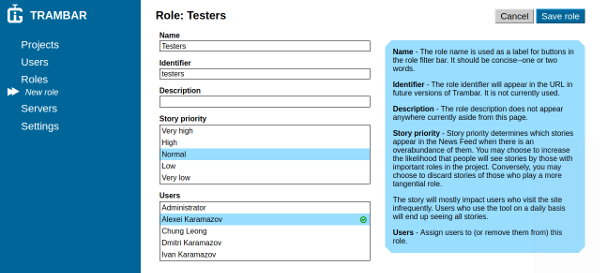 TRAMBAR
Projects
Users
Roles
New role
Servers
Settings
Role: Testers
Cancel
Save role
Name
Testers
Identifier
testers
Description
Story priority
Very high
High
Normal
Low
Very low
Users
Administrator
Alexei Karamazov
Chung Leong
Dmitri Karamazov
Ivan Karamazov
Name - The role name is used as a label for buttons in
the role filter bar. It should be concise--one or two
words.
Identifier - The role identifier will appear in the URL in
future versions of Trambar. It is not currently used.
Description - The role description does not appear
anywhere currently aside from this page.
Story priority - Story priority determines which stories
appear in the News Feed when there is an
overabundance of them. You may choose to increase
the likelihood that people will see stories by those with
important roles in the project. Conversely, you may
choose to discard stories of those who play a more
tangential role.
The story will mostly impact users who visit the site
infrequently. Users who use the tool on a daily basis
will end up seeing all stories.
Users - Assign users to (or remove them from) this
role.